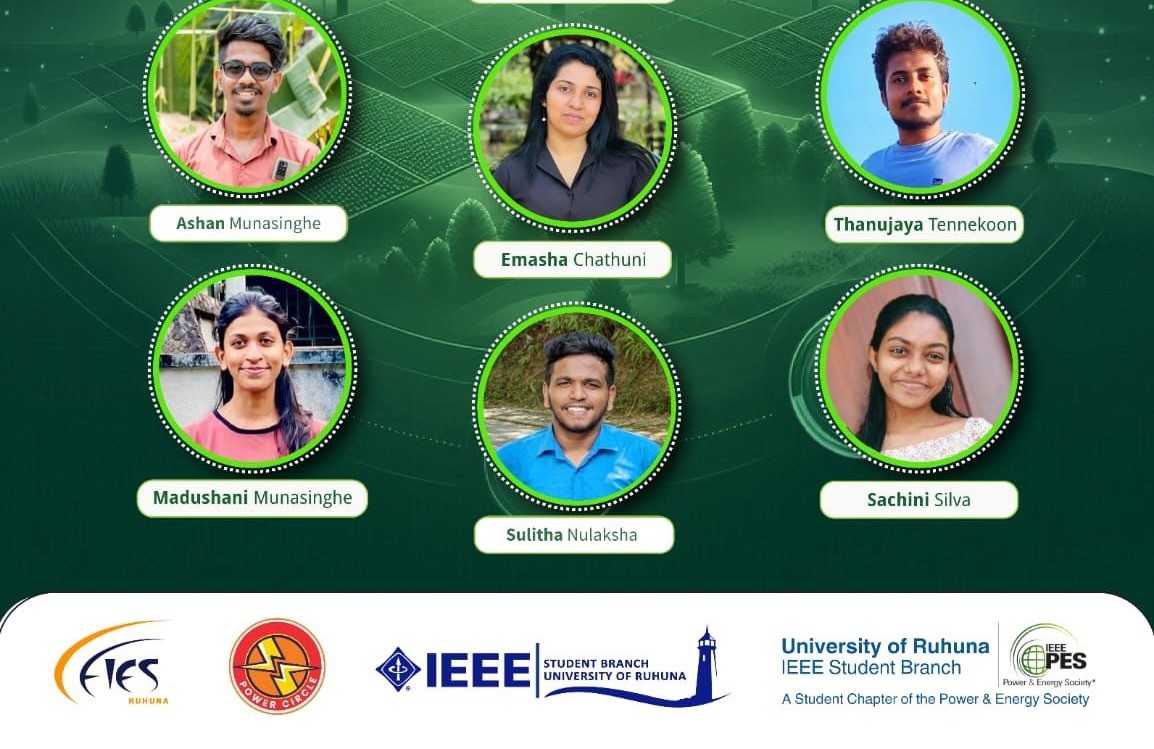 Ashan Munasinghe
Emasha Chathuni
Thanujaya Tennekoon
Madushani Munasinghe
Sulitha Nulaksha
Sachini Silva
FIES
RUHUNA
POWER CIRCLE
IEEE
STUDENT BRANCH
UNIVERSITY OF RUHUNA
University of Ruhuna
IEEE Student Branch
IEEE
PES
Power & Energy Society®
A Student Chapter of the Power & Energy Society